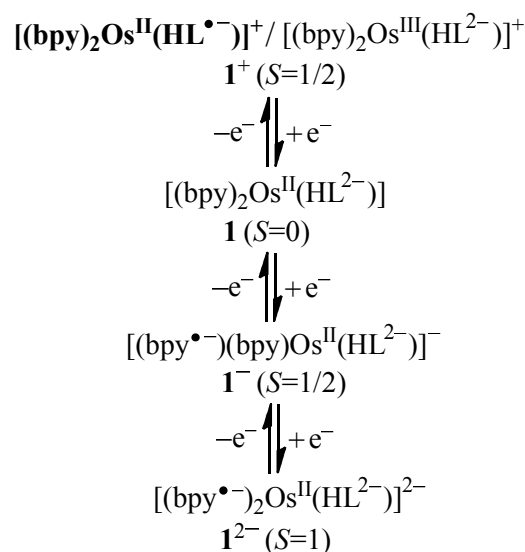 [(bpy)₂Osᴵᴵ(HL•⁻)]⁺/ [(bpy)₂Osᴵᴵᴵ(HL²⁻)]⁺
1⁺ (S=1/2)
−e⁻ +e⁻
[(bpy)₂Osᴵᴵ(HL²⁻)]
1 (S=0)
−e⁻ +e⁻
[(bpy•⁻)(bpy)Osᴵᴵ(HL²⁻)]⁻
1⁻ (S=1/2)
−e⁻ +e⁻
[(bpy•⁻)₂Osᴵᴵ(HL²⁻)]²⁻
1²⁻ (S=1)